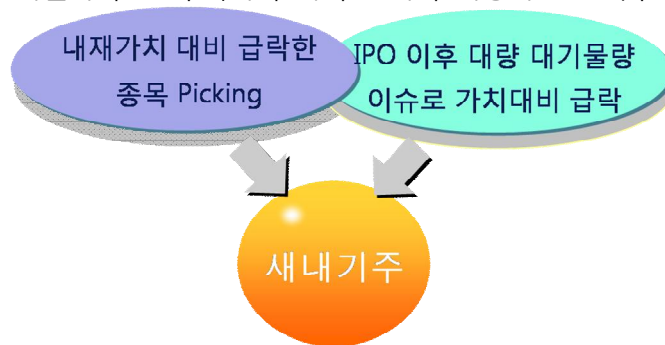 내재가치 대비 급락한
종목 Picking
IPO 이후 대량 대기물량
이슈로 가치대비 급락
새내기주